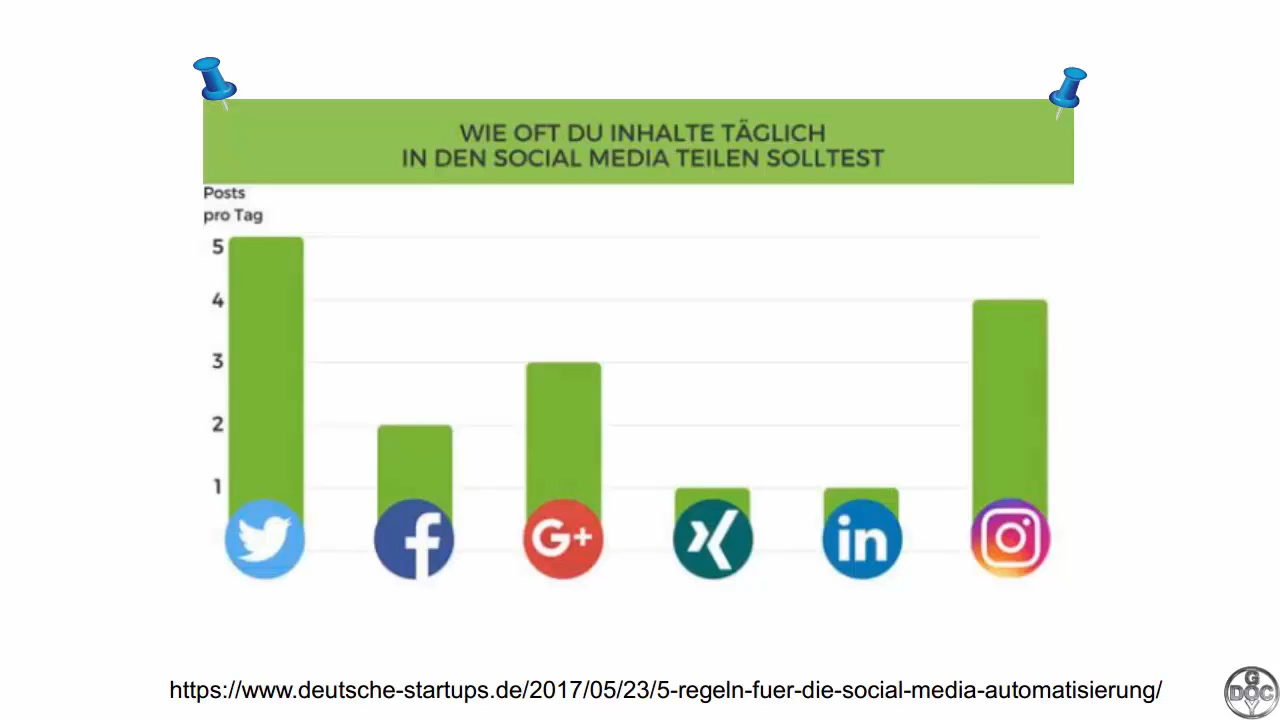 WIE OFT DU INHALTE TÄGLICH
IN DEN SOCIAL MEDIA TEILEN SOLLTEST
Posts
pro Tag
5
4
3
2
1
G+
in
https://www.deutsche-startups.de/2017/05/23/5-regeln-fuer-die-social-media-automatisierung/
G
DOC
Y